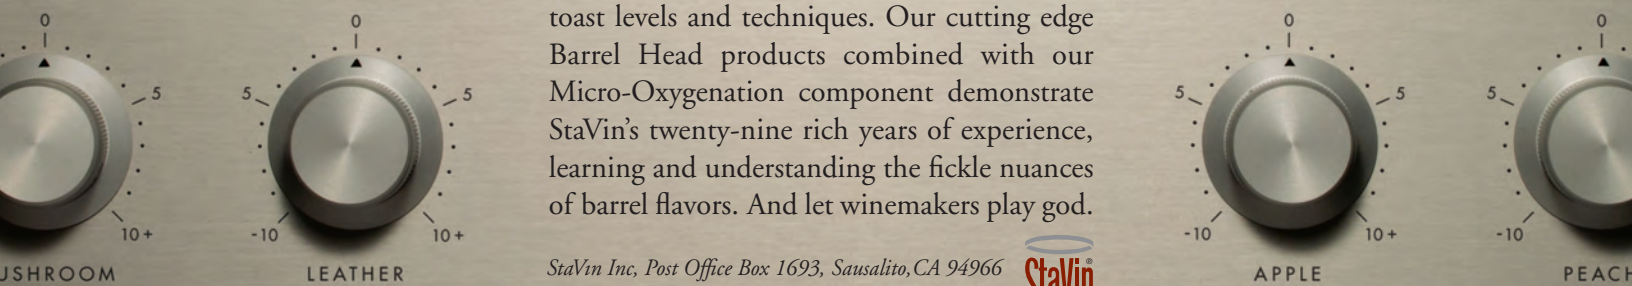 0
0
0
0
toast levels and techniques. Our cutting edge
Barrel Head products combined with our
Micro-Oxygenation component demonstrate
StaVin’s twenty-nine rich years of experience,
learning and understanding the fickle nuances
of barrel flavors. And let winemakers play god.
5
5
5
5
5
5
10+
-10
10+
-10
10+
-10
USHROOM
LEATHER
StaVin Inc, Post Office Box 1693, Sausalito, CA 94966
StaVin®
APPLE
PEACH